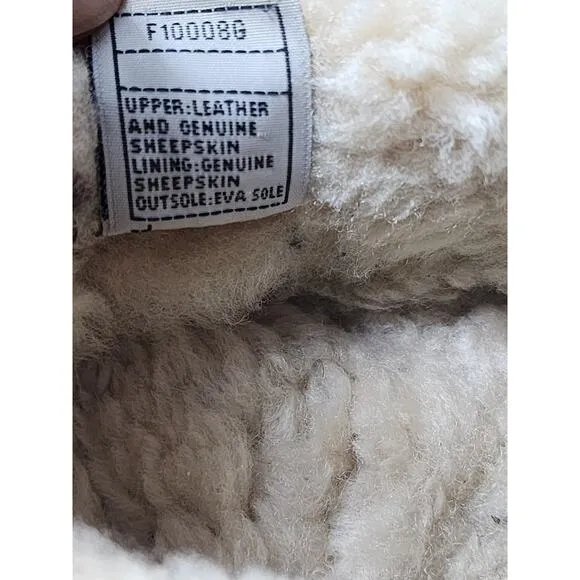 F10008G
UPPER:LEATHER
AND GENUINE
SHEEPSKIN
LINING:GENUINE
SHEEPSKIN
OUTSOLE:EVA SOLE